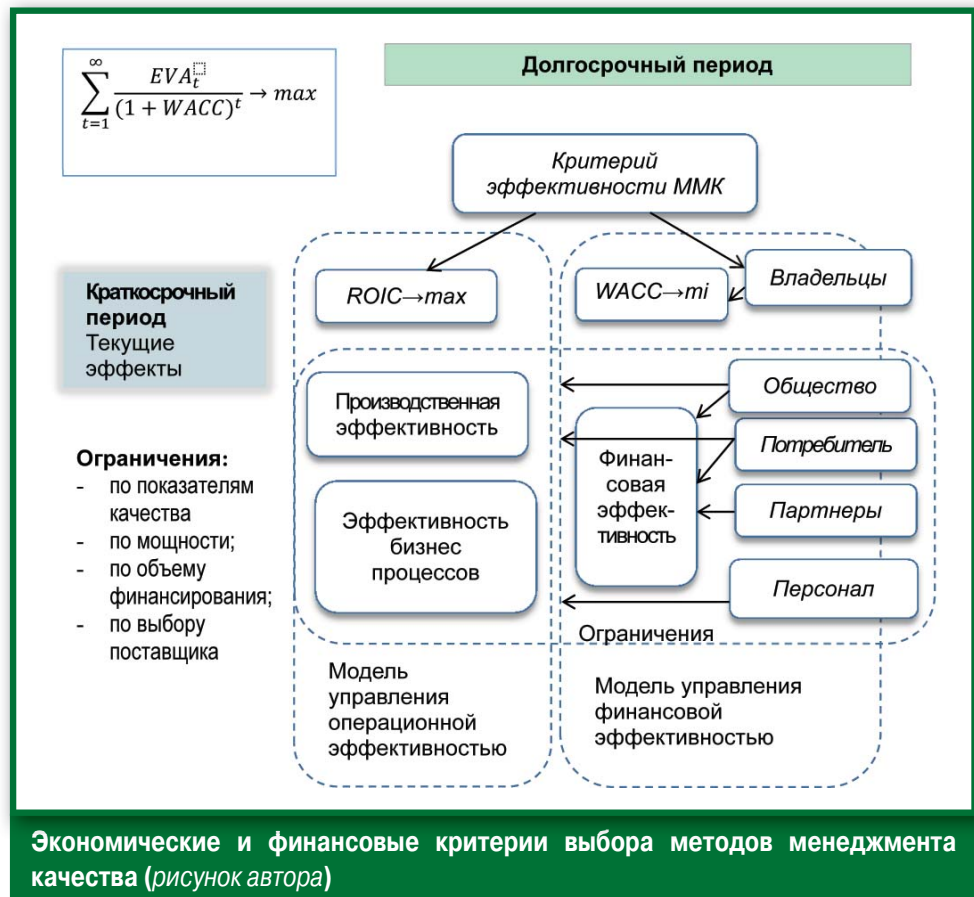 ∑_{t=1}^{∞} EVA_t / (1 + WACC)^t → max
Долгосрочный период
Критерий
эффективности ММК
Краткосрочный
период
Текущие
эффекты
ROIC→max
WACC→mi
Владельцы
Производственная
эффективность
Эффективность
бизнес
процессов
Финан-
совая
эффек-
тивность
Общество
Потребитель
Партнеры
Персонал
Ограничения
Ограничения:
- по показателям
качества
- по мощности;
- по объему
финансирования;
- по выбору
поставщика
Модель
управления
операционной
эффективностью
Модель управления
финансовой
эффективностью
Экономические и финансовые критерии выбора методов менеджмента
качества (рисунок автора)